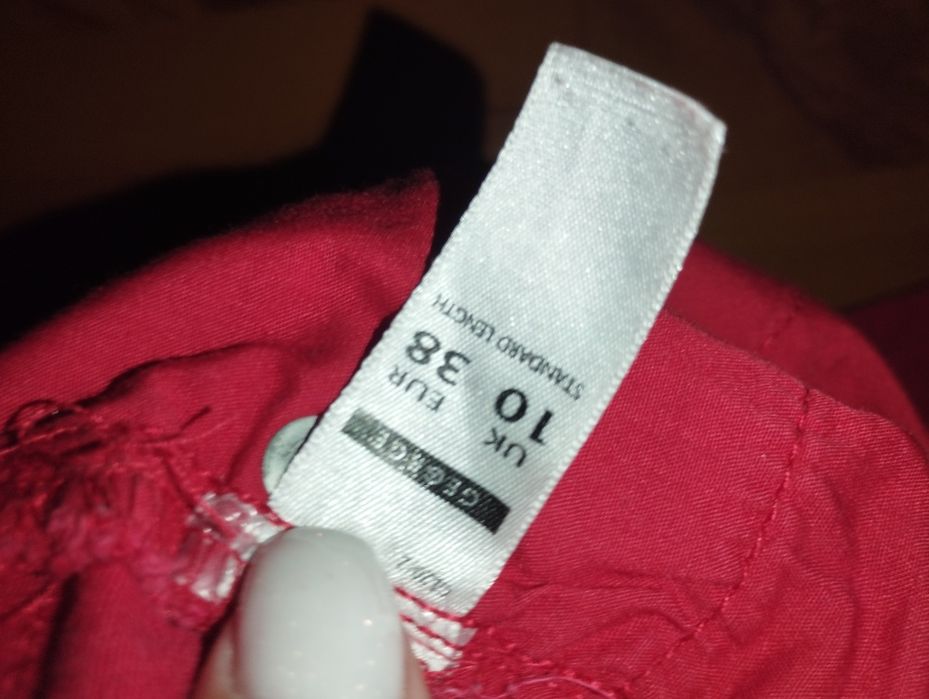 GEORGE
UK EUR
10 38
STANDARD LENGTH